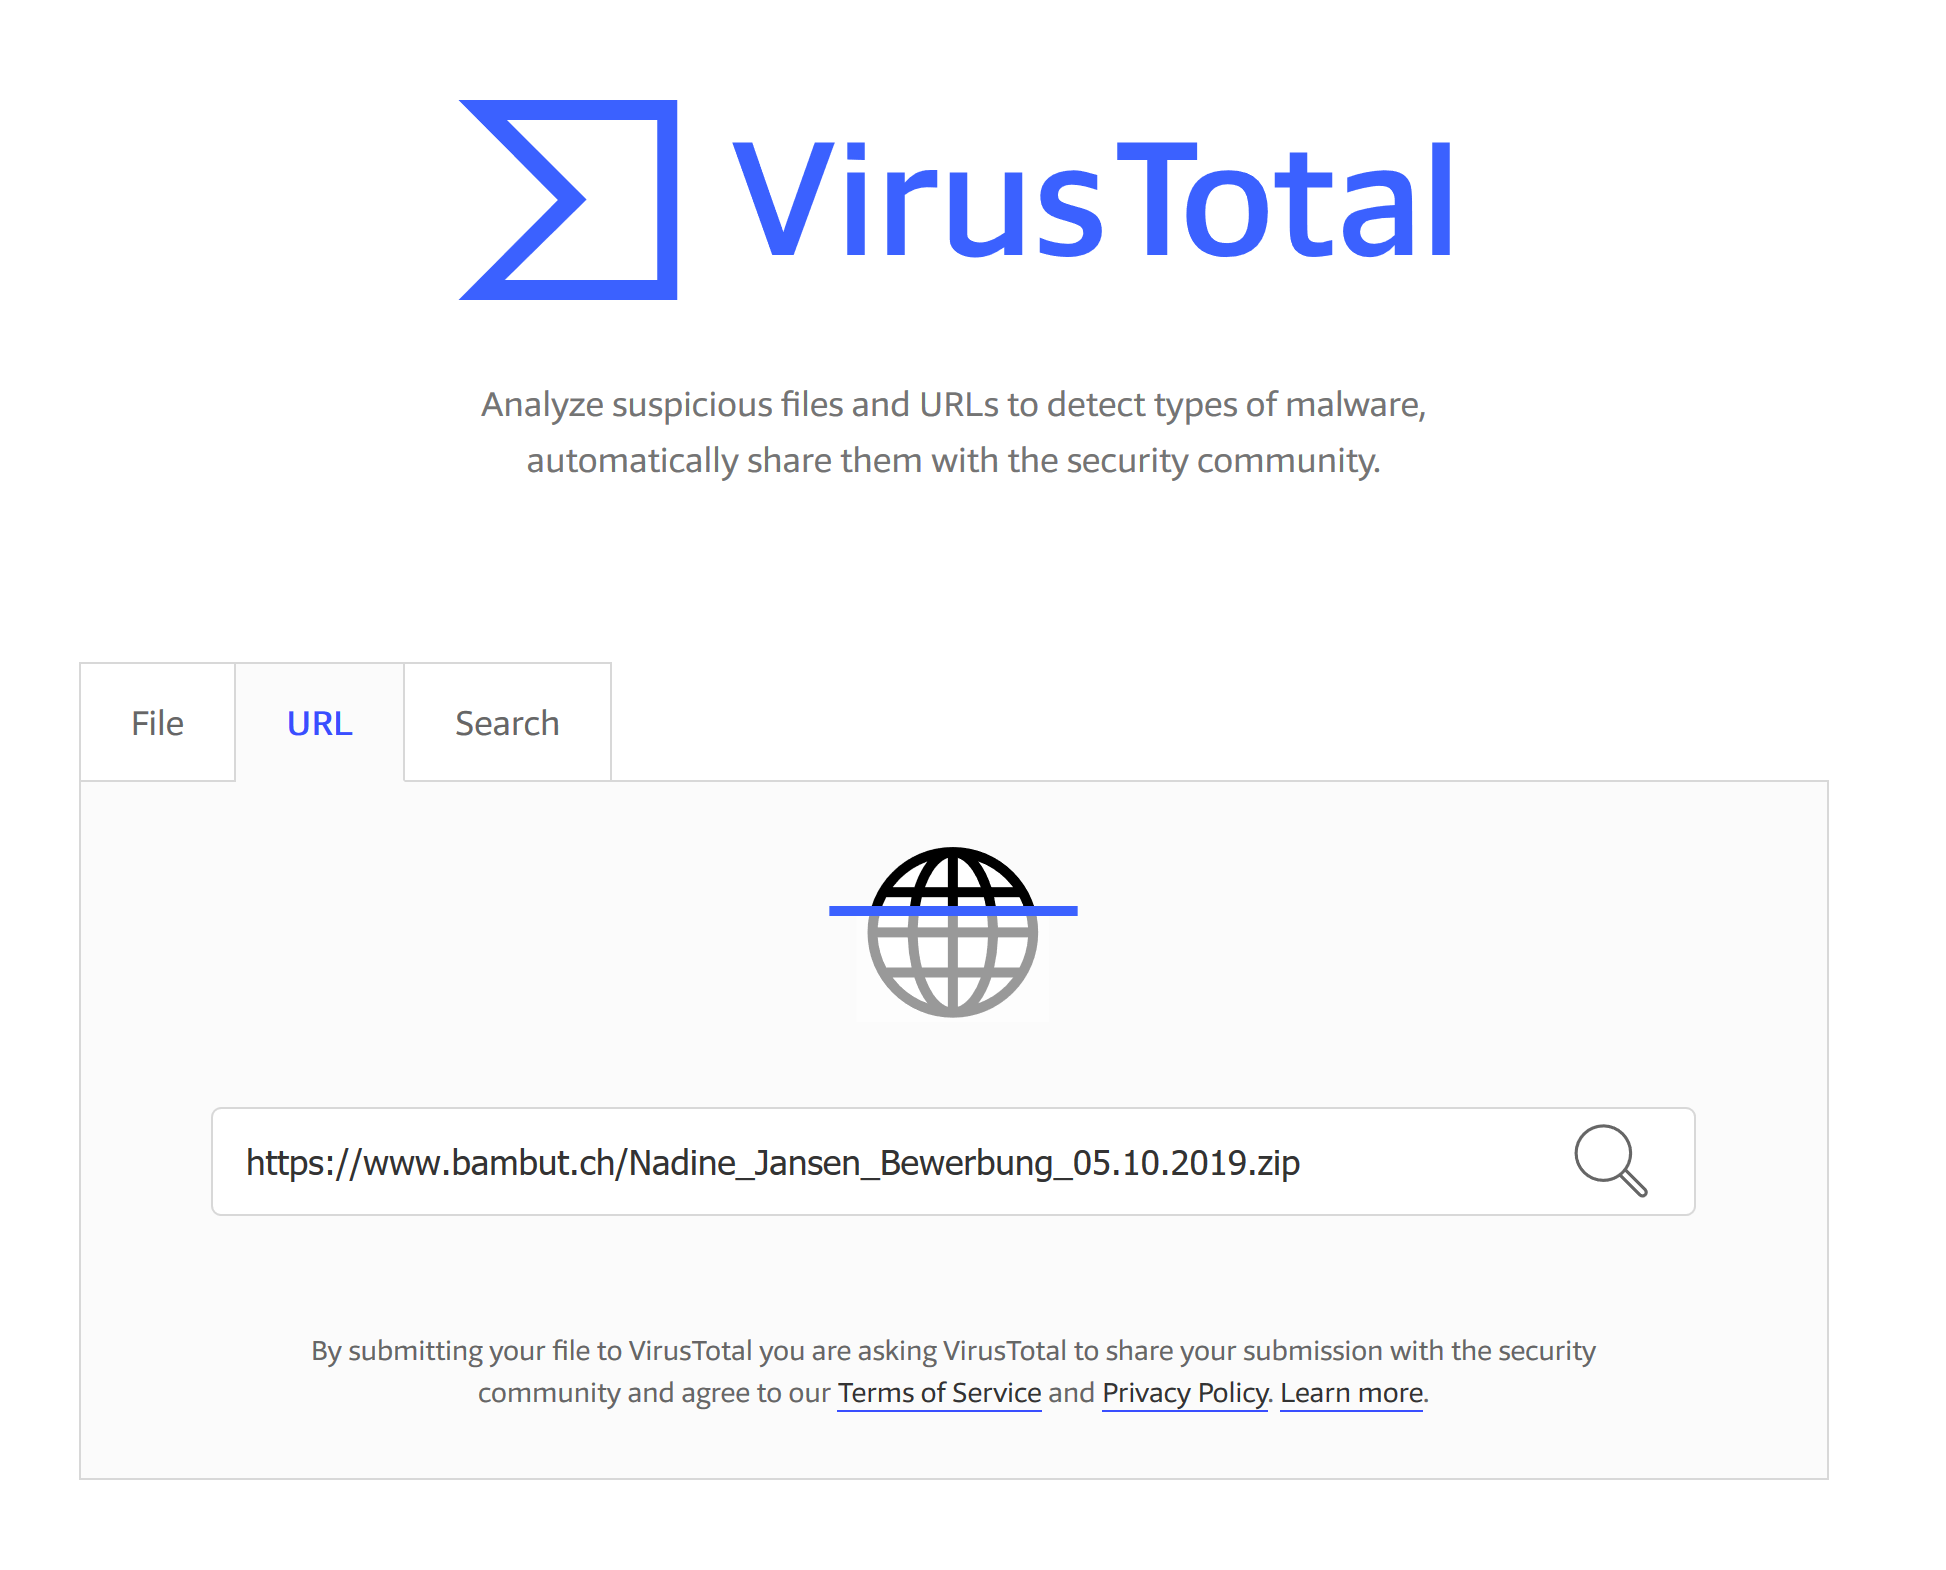 VirusTotal
Analyze suspicious files and URLs to detect types of malware,
automatically share them with the security community.
File
URL
Search
https://www.bambut.ch/Nadine_Jansen_Bewerbung_05.10.2019.zip
By submitting your file to VirusTotal you are asking VirusTotal to share your submission with the security
community and agree to our Terms of Service and Privacy Policy. Learn more.